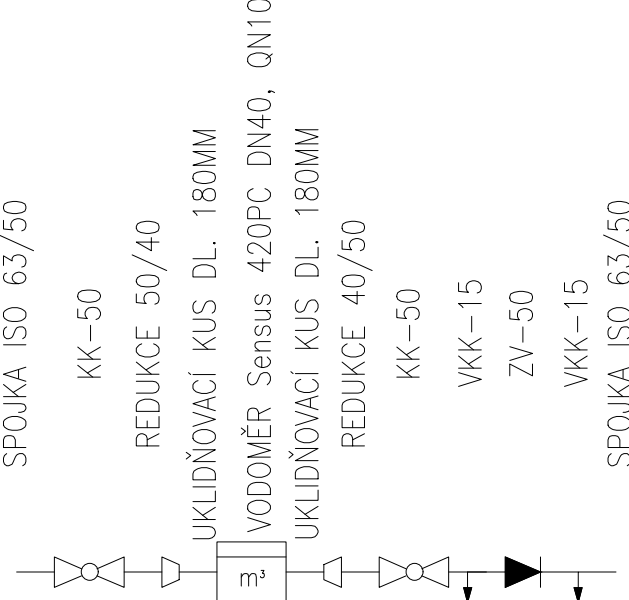 SPOJKA ISO 63/50
KK-50
REDUKCE 50/40
UKLIDŇOVACÍ KUS DL. 180MM
VODOMĚR Sensus 420PC DN40, QN10
UKLIDŇOVACÍ KUS DL. 180MM
REDUKCE 40/50
KK-50
VKK-15
ZV-50
VKK-15
SPOJKA ISO 63/50
m³